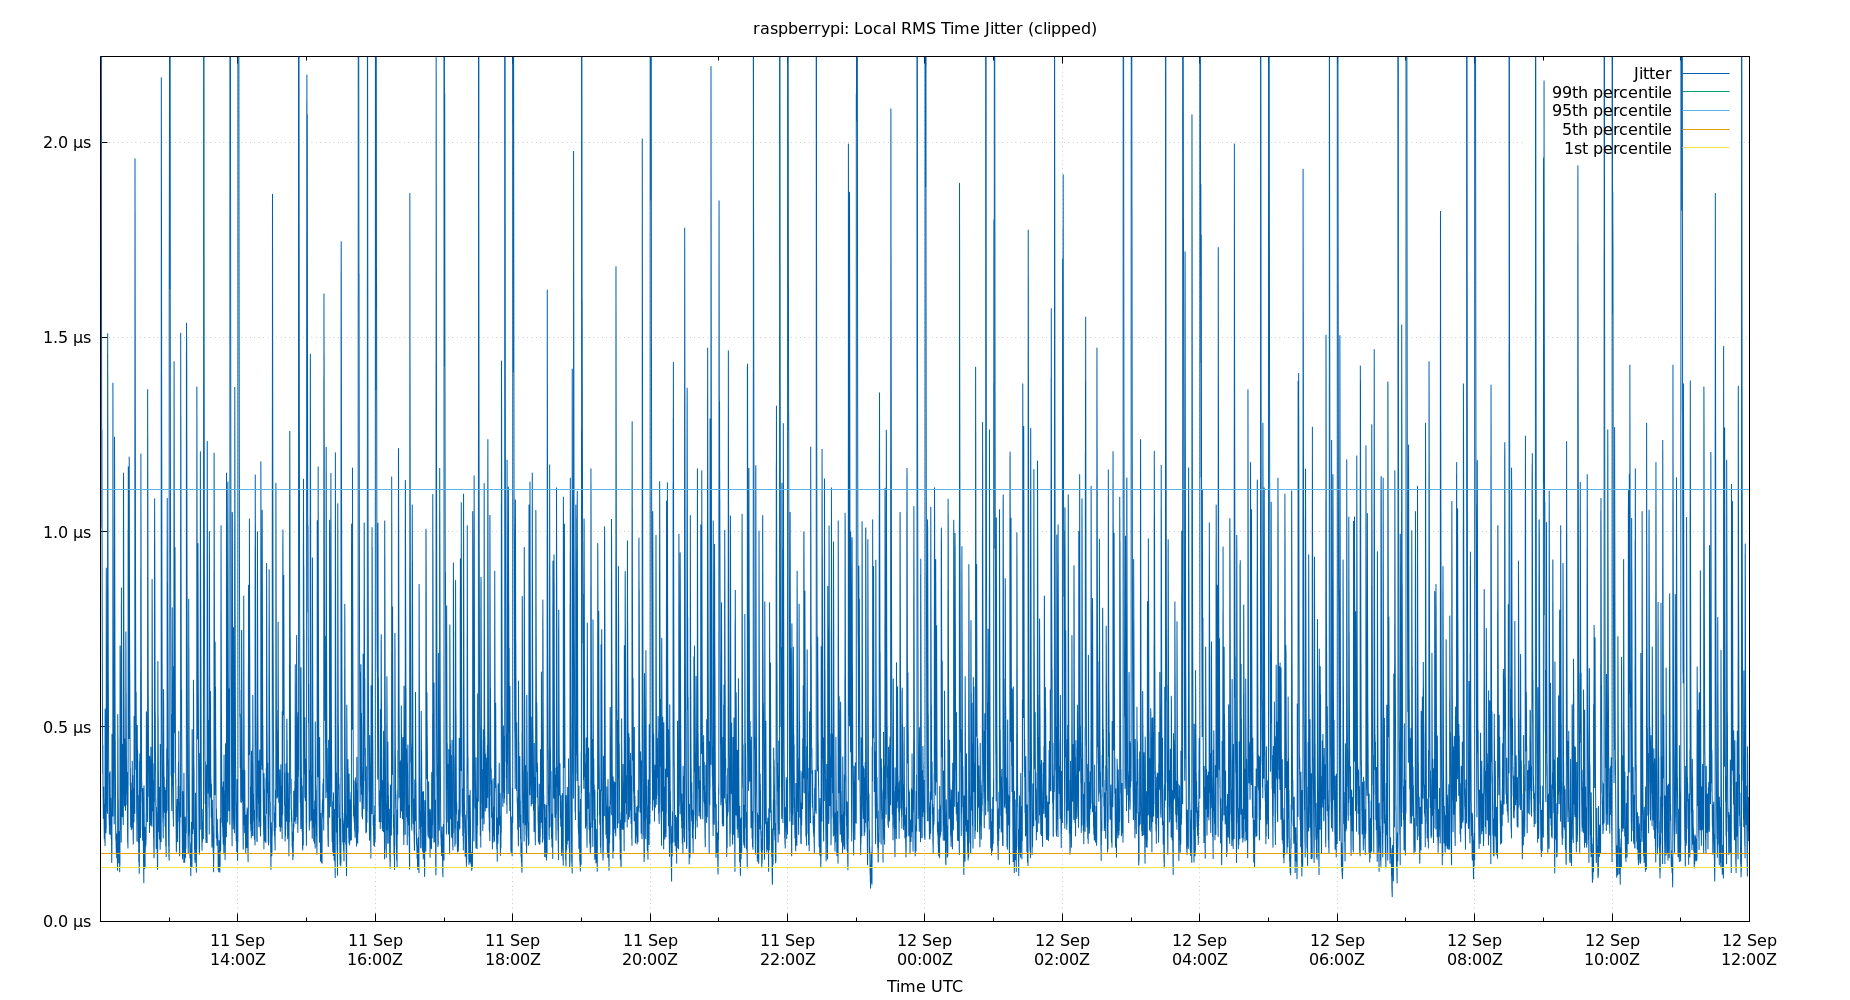 raspberrypi: Local RMS Time Jitter (clipped)
Jitter
99th percentile
95th percentile
5th percentile
1st percentile
2.0 µs
1.5 µs
1.0 µs
0.5 µs
0.0 µs
11 Sep 11 Sep 11 Sep 11 Sep 11 Sep 12 Sep 12 Sep 12 Sep 12 Sep 12 Sep 12 Sep 12 Sep
14:00Z 16:00Z 18:00Z 20:00Z 22:00Z 00:00Z 02:00Z 04:00Z 06:00Z 08:00Z 10:00Z 12:00Z
Time UTC